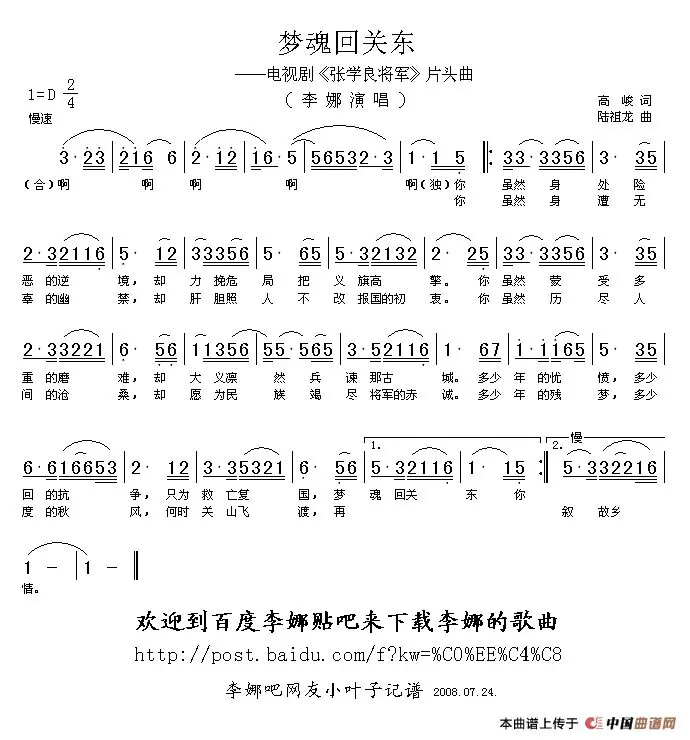 梦魂回关东
——电视剧《张学良将军》片头曲
（李娜演唱）
1=D 2/4
慢速
高 峻 词
陆祖龙 曲
3· 23 | 216 6 | 2· 12 | 16· 5 | 56532·3 | 1·1 5 ‖: 33·3356 | 3· 35 |
（合）啊 啊 啊 啊 啊（独）你 虽然 身 处 险
你 虽然 身 遭 无
2·32116 | 5· 12 | 33356 | 5· 65 | 3·32132 | 2· 12 | 33·3356 | 5· 35 |
恶 的逆 境，却 力 挽危 局 把 义 旗高 擎。你 虽然 蒙 受 多
辜 的幽 禁，却 肝 胆照 人 不 改 报国的初 衷。你 虽然 历 尽 人
2·33221 | 6· 56 | 11356 | 55·565 | 3·32356 | 1· 67 | 1·1165 | 3· 35 |
重 的磨 难，却 大 义凛 然 兵 谏 那古 城。多少 年 的忧 愤，多少
间 的沧 桑，却 愿 为民 族 竭 尽 将军的赤 诚。多少 年 的残 梦，多少
6·616653 | 2· 12 | 3·35321 | 6· 56 | 1. 5·32116 | 1· 15 :‖ 2. 慢 5·332216 |
回 的抗 争，只为 救 亡复 国，梦 魂 回关 东 你
度 的秋 风，何时 关 山飞 渡，再 叙 故乡
1 － | 1 － ‖
情。
欢迎到百度李娜贴吧来下载李娜的歌曲
http://post.baidu.com/f?kw=%C0%EE%C4%C8
李娜吧网友小叶子记谱 2008.07.24.
本曲谱上传于 中国曲谱网